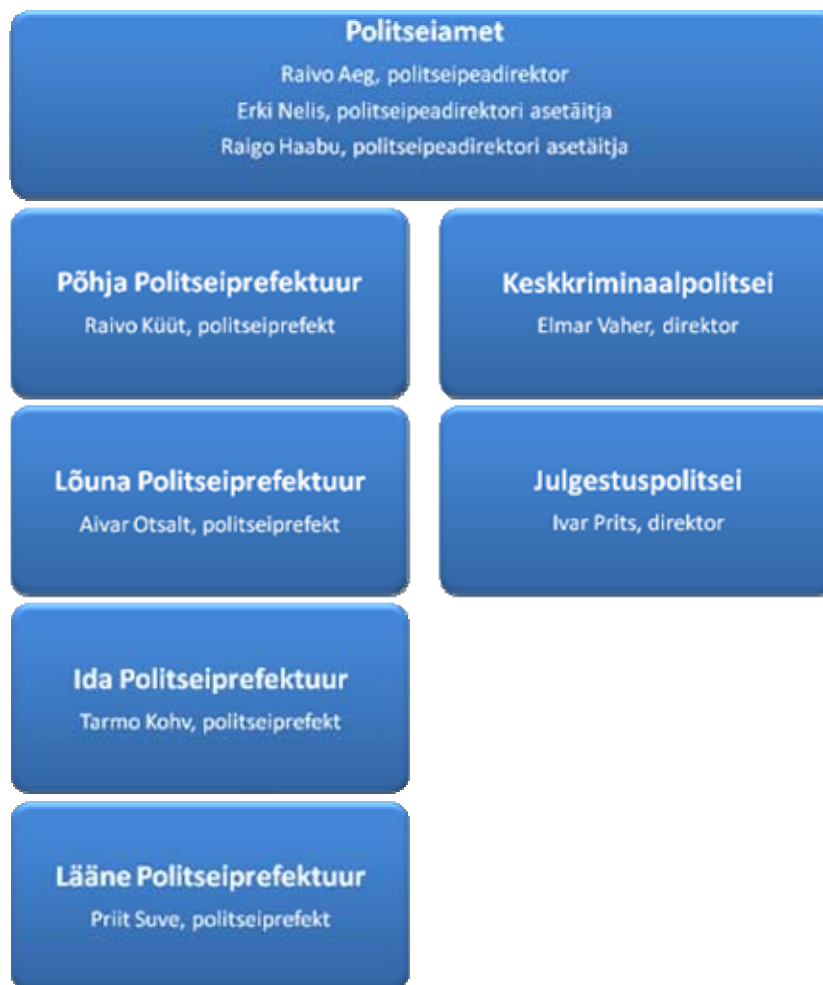 Politseiamet
Raivo Aeg, politseipeadirektor
Erki Nelis, politseipeadirektori asetäitja
Raigo Haabu, politseipeadirektori asetäitja
Põhja Politseiprefektuur
Raivo Küüt, politseiprefekt
Keskkriminaalpolitsei
Elmar Vaher, direktor
Lõuna Politseiprefektuur
Aivar Otsalt, politseiprefekt
Julgestuspolitsei
Ivar Prits, direktor
Ida Politseiprefektuur
Tarmo Kohv, politseiprefekt
Lääne Politseiprefektuur
Priit Suve, politseiprefekt